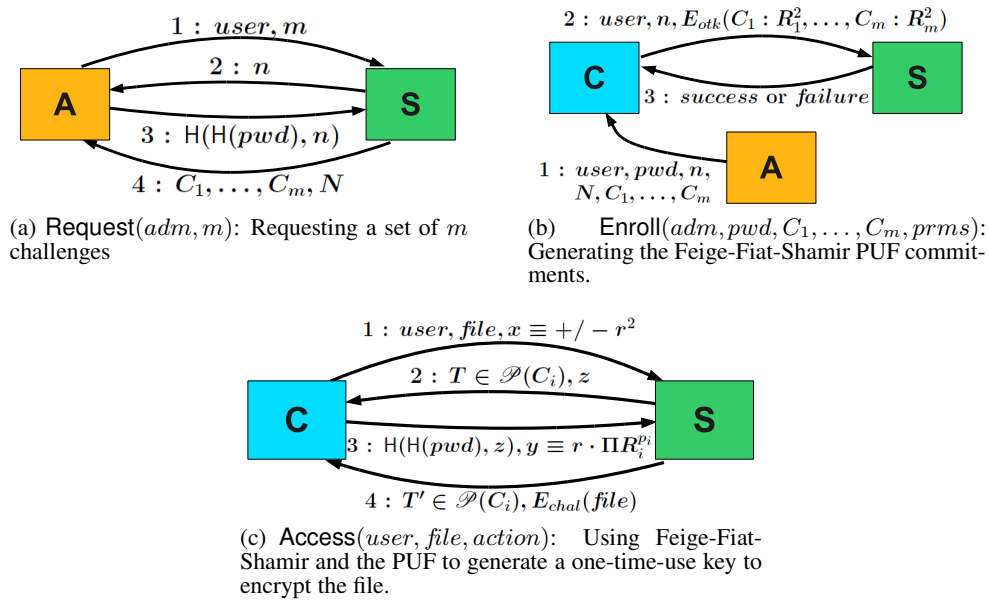 1 : user, m
2 : n
A
S
3 : H(H(pwd), n)
4 : C₁, . . . , Cₘ, N
(a) Request(adm, m): Requesting a set of m
challenges
2 : user, n, E_{otk}(C₁ : R₁², . . . , Cₘ : Rₘ²)
C
S
3 : success or failure
A
1 : user, pwd, n,
N, C₁, . . . , Cₘ
(b) Enroll(adm, pwd, C₁, . . . , Cₘ, prms):
Generating the Feige-Fiat-Shamir PUF commit-
ments.
1 : user, file, x ≡ +/ − r²
2 : T ∈ 𝒫(Cᵢ), z
C
S
3 : H(H(pwd), z), y ≡ r · ΠRᵢ^{pᵢ}
4 : T′ ∈ 𝒫(Cᵢ), E_{chal}(file)
(c) Access(user, file, action): Using Feige-Fiat-
Shamir and the PUF to generate a one-time-use key to
encrypt the file.